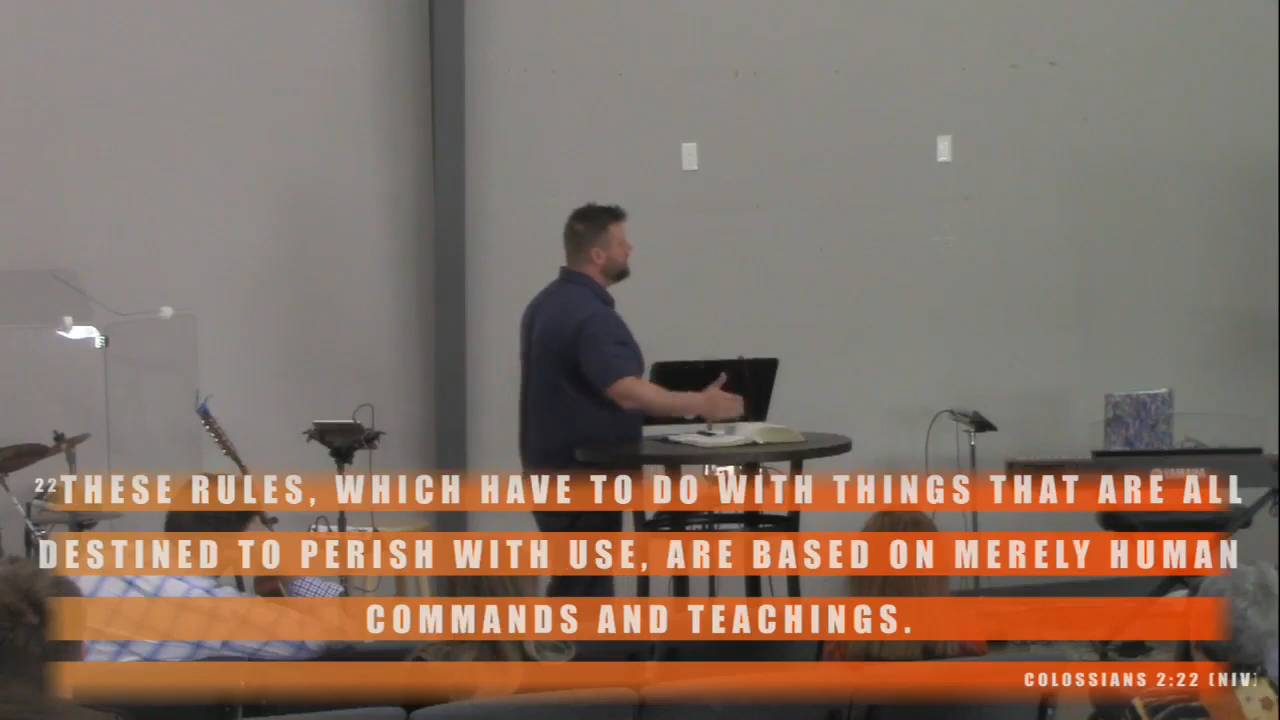 ²²THESE RULES, WHICH HAVE TO DO WITH THINGS THAT ARE ALL
DESTINED TO PERISH WITH USE, ARE BASED ON MERELY HUMAN
COMMANDS AND TEACHINGS.
COLOSSIANS 2:22 (NIV)
YAMAHA